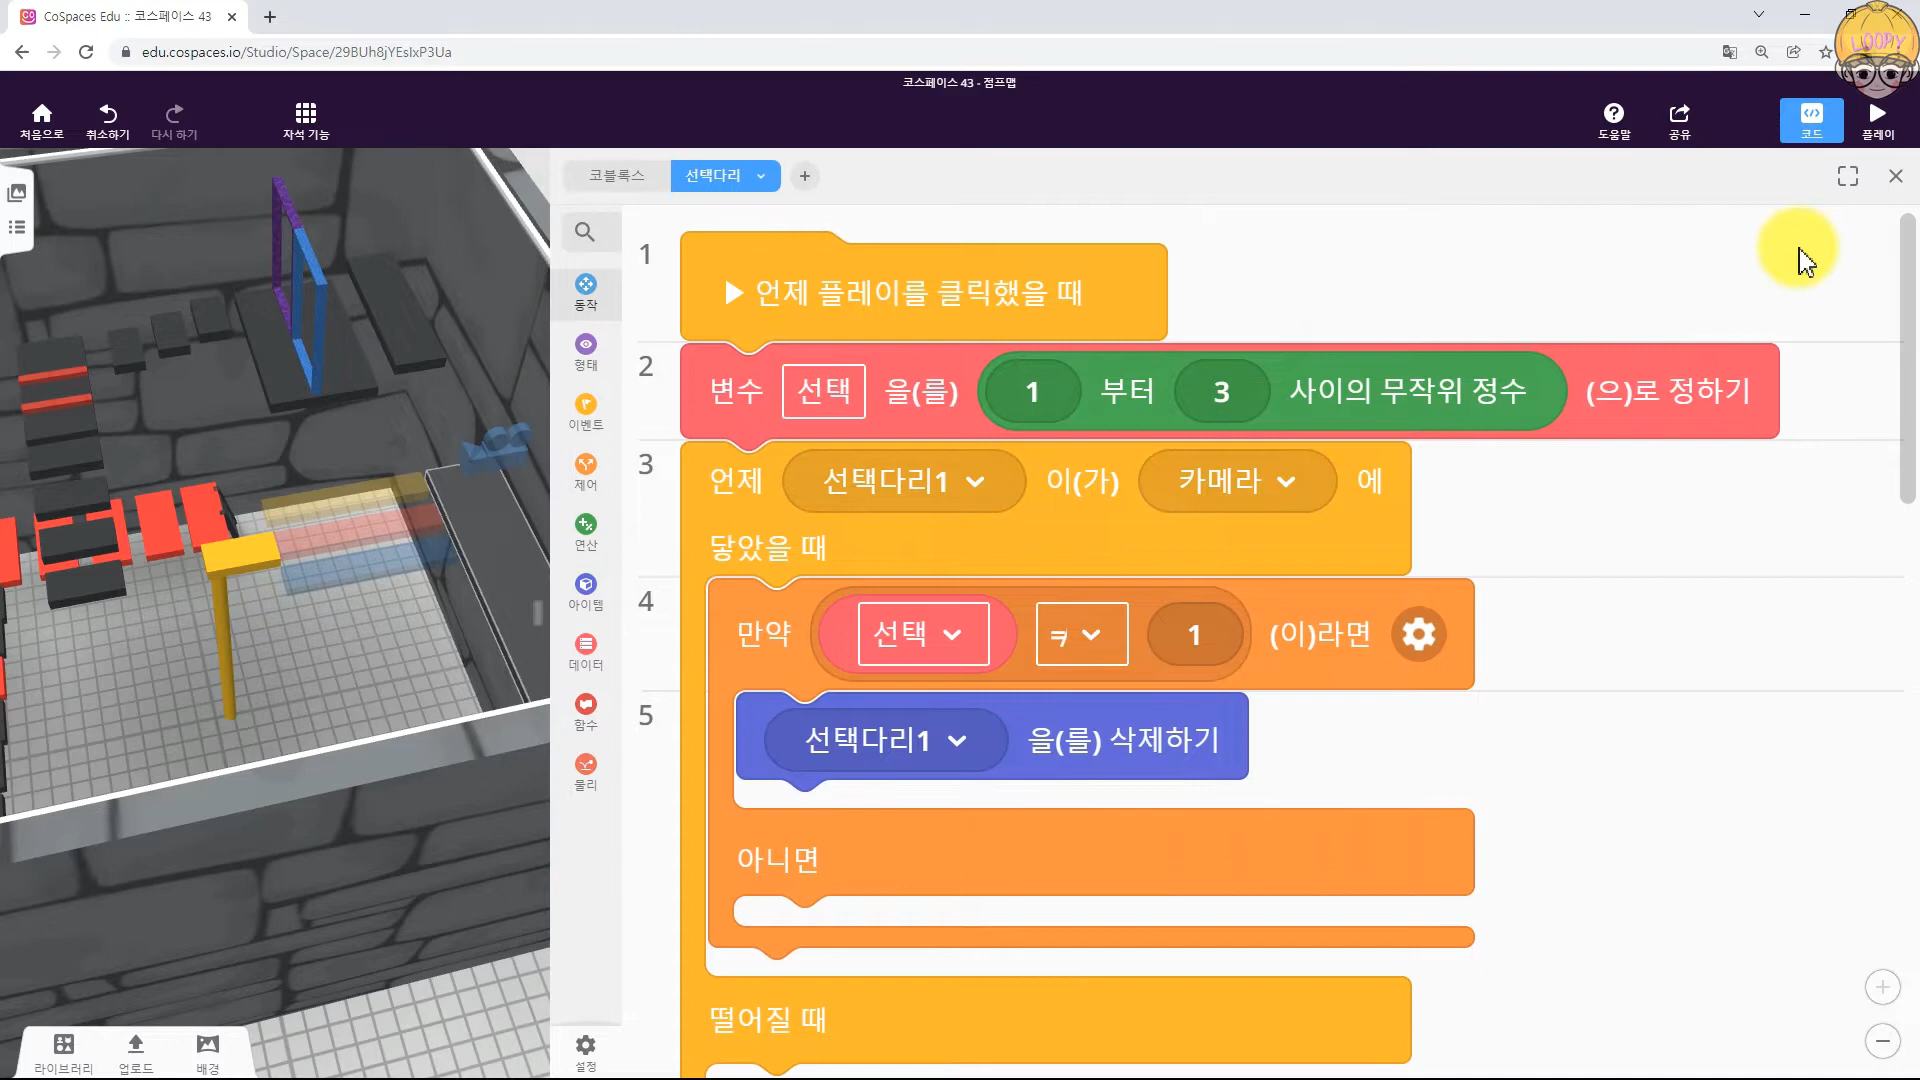 CoSpaces Edu :: 코스페이스 43
edu.cospaces.io/Studio/Space/29BUh8jYEsIxP3Ua
LOOPY
코스페이스 43 - 점프맵
처음으로
취소하기
다시 하기
자석 기능
도움말
공유
코드
플레이
코블록스
선택다리
동작
형태
이벤트
제어
연산
아이템
데이터
함수
물리
설정
1
언제 플레이를 클릭했을 때
2
변수 선택 을(를) 1 부터 3 사이의 무작위 정수 (으)로 정하기
3
언제 선택다리1 이(가) 카메라 에
닿았을 때
4
만약 선택 ≠ 1 (이)라면
5
선택다리1 을(를) 삭제하기
아니면
떨어질 때
라이브러리
업로드
배경